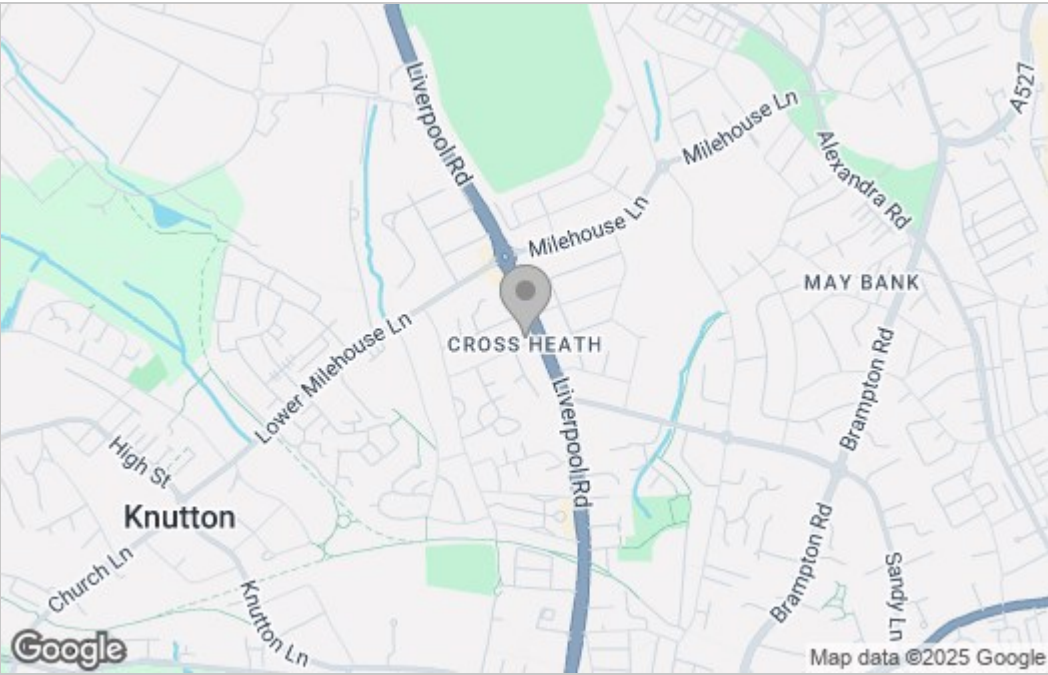 A527
Liverpool Rd
Milehouse Ln
Alexandra Rd
Milehouse Ln
MAY BANK
CROSS HEATH
Lower Milehouse Ln
Brampton Rd
Liverpool Rd
High St
Knutton
Church Ln
Knutton Ln
Brampton Rd
Sandy Ln
Google
Map data ©2025 Google